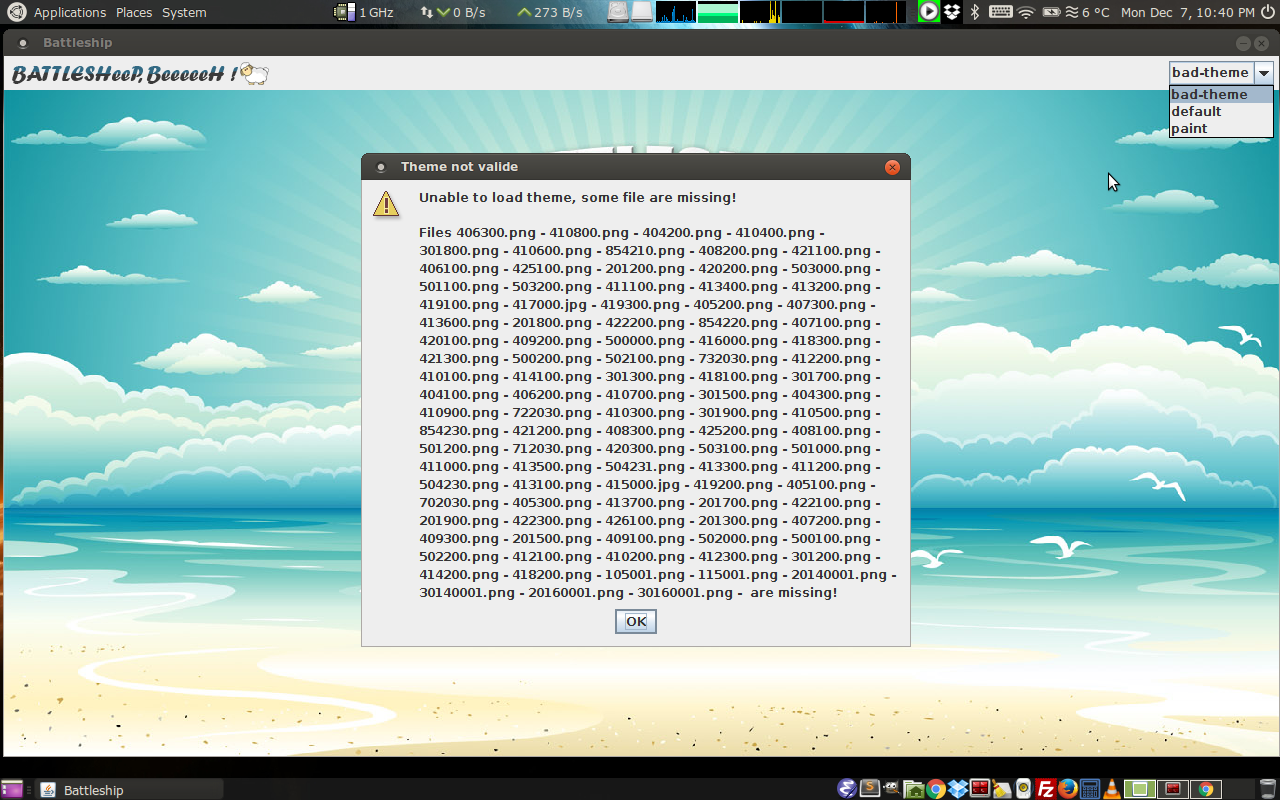 Applications Places System 1 GHz 0 B/s 273 B/s 6 °C Mon Dec 7, 10:40 PM
Battleship
BATTLESHeeP, BeeeeeH !
bad-theme
bad-theme
default
paint
Theme not valide
Unable to load theme, some file are missing!
Files 406300.png - 410800.png - 404200.png - 410400.png -
301800.png - 410600.png - 854210.png - 408200.png - 421100.png -
406100.png - 425100.png - 201200.png - 420200.png - 503000.png -
501100.png - 503200.png - 411100.png - 413400.png - 413200.png -
419100.png - 417000.jpg - 419300.png - 405200.png - 407300.png -
413600.png - 201800.png - 422200.png - 854220.png - 407100.png -
420100.png - 409200.png - 500000.png - 416000.png - 418300.png -
421300.png - 500200.png - 502100.png - 732030.png - 412200.png -
410100.png - 414100.png - 301300.png - 418100.png - 301700.png -
404100.png - 406200.png - 410700.png - 301500.png - 404300.png -
410900.png - 722030.png - 410300.png - 301900.png - 410500.png -
854230.png - 421200.png - 408300.png - 425200.png - 408100.png -
501200.png - 712030.png - 420300.png - 503100.png - 501000.png -
411000.png - 413500.png - 504231.png - 413300.png - 411200.png -
504230.png - 413100.png - 415000.jpg - 419200.png - 405100.png -
702030.png - 405300.png - 413700.png - 201700.png - 422100.png -
201900.png - 422300.png - 426100.png - 201300.png - 407200.png -
409300.png - 201500.png - 409100.png - 502000.png - 500100.png -
502200.png - 412100.png - 410200.png - 412300.png - 301200.png -
414200.png - 418200.png - 105001.png - 115001.png - 20140001.png -
30140001.png - 20160001.png - 30160001.png -  are missing!
OK
Battleship